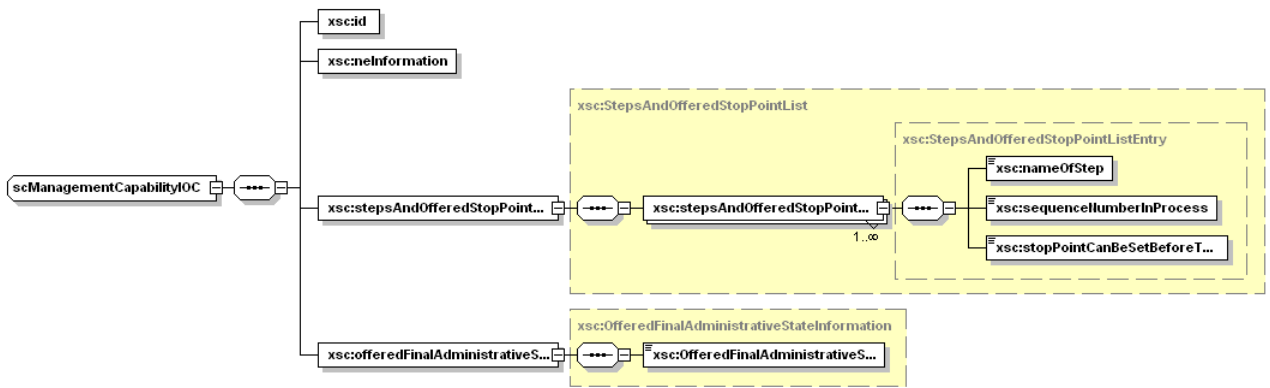 xsc:id
xsc:neInformation
xsc:StepsAndOfferedStopPointList
xsc:StepsAndOfferedStopPointListEntry
xsc:nameOfStep
scManagementCapabilityIOC
xsc:stepsAndOfferedStopPoint...
xsc:stepsAndOfferedStopPoint...
xsc:sequenceNumberInProcess
1..∞
xsc:stopPointCanBeSetBeforeT...
xsc:OfferedFinalAdministrativeStateInformation
xsc:offeredFinalAdministrativeS...
xsc:OfferedFinalAdministrativeS...